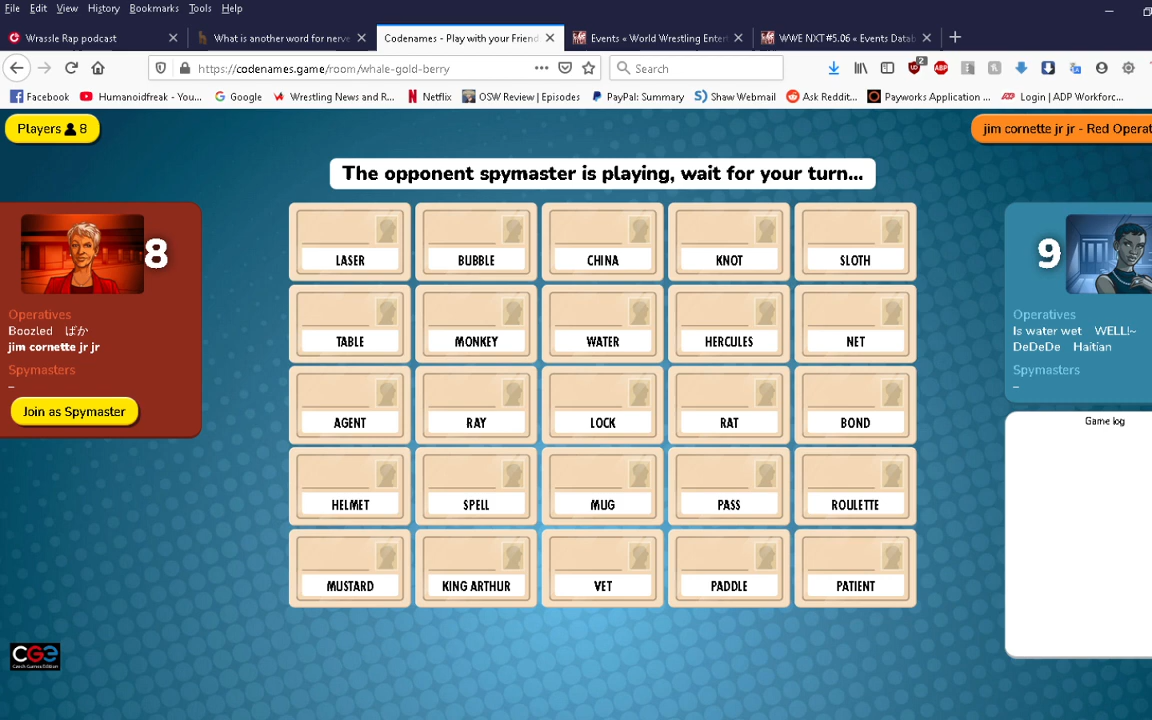 File Edit View History Bookmarks Tools Help
Wrassle Rap podcast What is another word for nerve Codenames - Play with your Friend Events « World Wrestling Enter WWE NXT #5.06 « Events Datab
https://codenames.game/room/whale-gold-berry Search
Facebook Humanoidfreak - You... Google Wrestling News and R... Netflix OSW Review | Episodes PayPal: Summary Shaw Webmail Ask Reddit... Payworks Application ... Login | ADP Workforc...
Players 8
jim cornette jr jr - Red Operat
The opponent spymaster is playing, wait for your turn...
8
Operatives
Boozled ばか
jim cornette jr jr
Spymasters
–
Join as Spymaster
LASER BUBBLE CHINA KNOT SLOTH
TABLE MONKEY WATER HERCULES NET
AGENT RAY LOCK RAT BOND
HELMET SPELL MUG PASS ROULETTE
MUSTARD KING ARTHUR VET PADDLE PATIENT
9
Operatives
Is water wet WELL!~
DeDeDe Haitian
Spymasters
–
Game log
CGE
Czech Games Edition